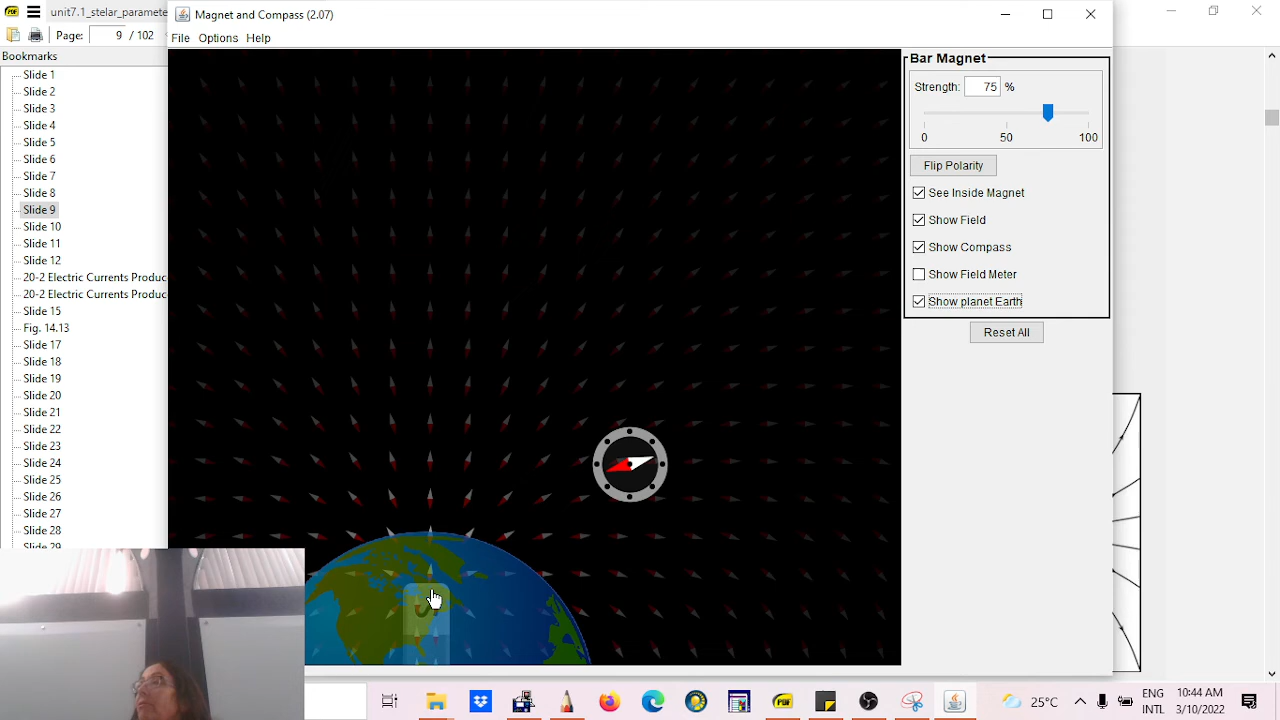 unit7.1_stelar_paramete
Magnet and Compass (2.07)
Page: 9 / 102
File Options Help
Bookmarks
Slide 1
Slide 2
Slide 3
Slide 4
Slide 5
Slide 6
Slide 7
Slide 8
Slide 9
Slide 10
Slide 11
Slide 12
20-2 Electric Currents Produc
20-2 Electric Currents Produc
Slide 15
Fig. 14.13
Slide 17
Slide 18
Slide 19
Slide 20
Slide 21
Slide 22
Slide 23
Slide 24
Slide 25
Slide 26
Slide 27
Slide 28
Slide 29
Bar Magnet
Strength: 75 %
0 50 100
Flip Polarity
See Inside Magnet
Show Field
Show Compass
Show Field Meter
Show planet Earth
Reset All
25°C
ENG
INTL
10:44 AM
3/10/2022